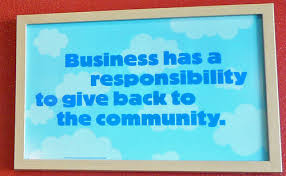 Business has a
responsibility
to give back to
the community.